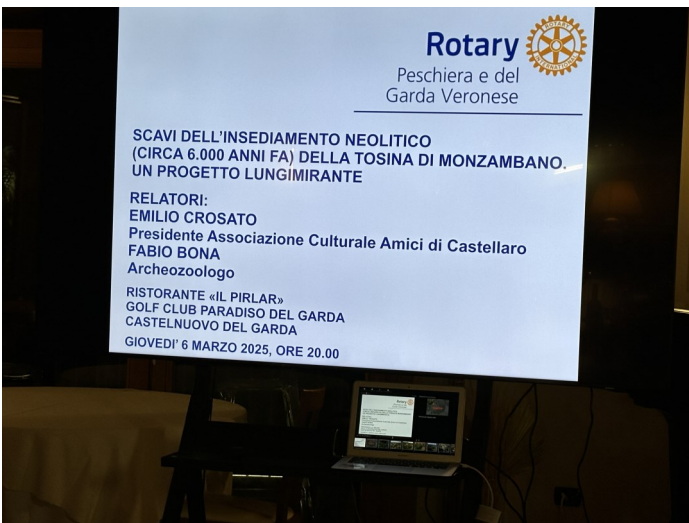 Rotary
Peschiera e del
Garda Veronese
SCAVI DELL'INSEDIAMENTO NEOLITICO
(CIRCA 6.000 ANNI FA) DELLA TOSINA DI MONZAMBANO.
UN PROGETTO LUNGIMIRANTE
RELATORI:
EMILIO CROSATO
Presidente Associazione Culturale Amici di Castellaro
FABIO BONA
Archeozoologo
RISTORANTE «IL PIRLAR»
GOLF CLUB PARADISO DEL GARDA
CASTELNUOVO DEL GARDA
GIOVEDI' 6 MARZO 2025, ORE 20.00
Rotary